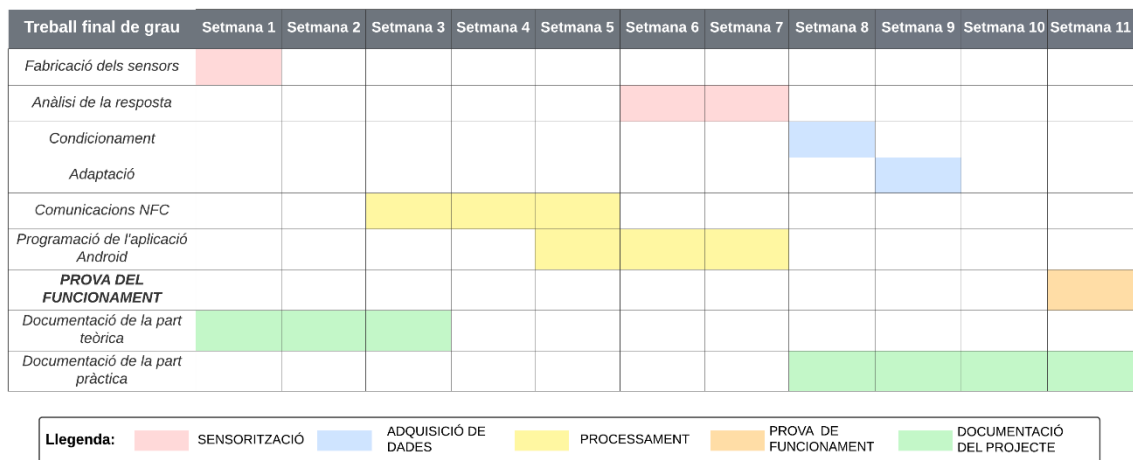 Treball final de grau Setmana 1 Setmana 2 Setmana 3 Setmana 4 Setmana 5 Setmana 6 Setmana 7 Setmana 8 Setmana 9 Setmana 10 Setmana 11
Fabricació dels sensors
Anàlisi de la resposta
Condicionament
Adaptació
Comunicacions NFC
Programació de l'aplicació
Android
PROVA DEL
FUNCIONAMENT
Documentació de la part
teòrica
Documentació de la part
pràctica
Llegenda:
SENSORITZACIÓ
ADQUISICIÓ DE
DADES
PROCESSAMENT
PROVA DE
FUNCIONAMENT
DOCUMENTACIÓ
DEL PROJECTE